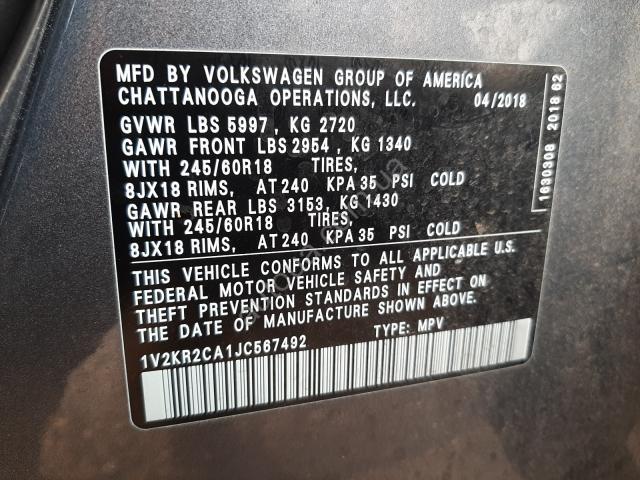 MFD BY VOLKSWAGEN GROUP OF AMERICA
CHATTANOOGA OPERATIONS, LLC. 04/2018
GVWR LBS 5997 , KG 2720
GAWR FRONT LBS 2954 , KG 1340
WITH 245/60R18 TIRES,
8JX18 RIMS, AT 240 KPA 35 PSI COLD
GAWR REAR LBS 3153, KG 1430
WITH 245/60R18 TIRES,
8JX18 RIMS, AT 240 KPA 35 PSI COLD
THIS VEHICLE CONFORMS TO ALL APPLICABLE U.S.
FEDERAL MOTOR VEHICLE SAFETY AND
THEFT PREVENTION STANDARDS IN EFFECT ON
THE DATE OF MANUFACTURE SHOWN ABOVE.
1V2KR2CA1JC567492 TYPE: MPV
1630308 2018 62